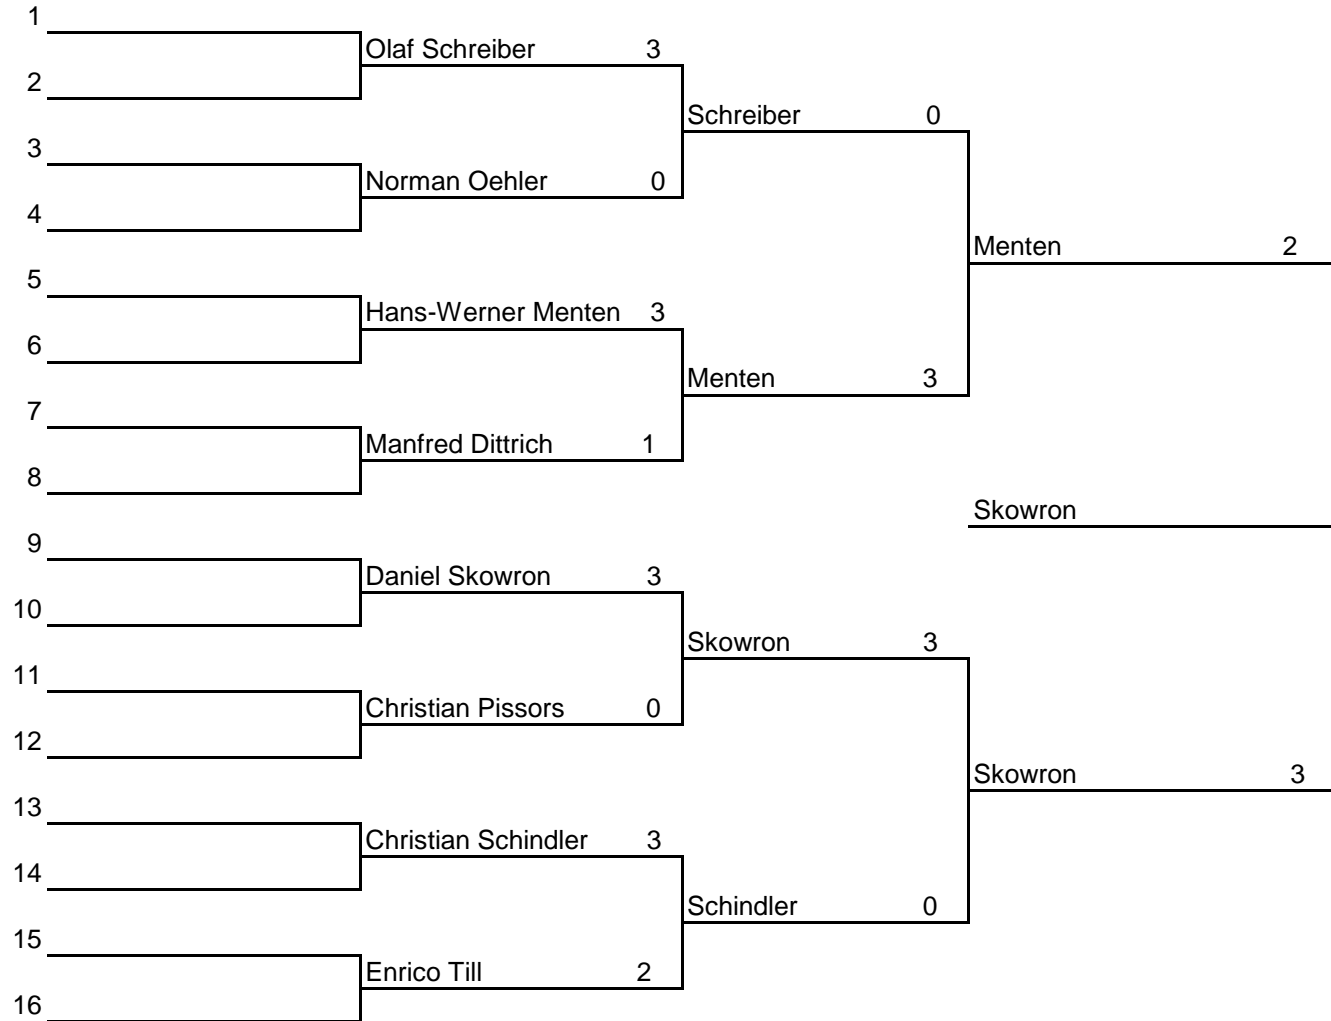 1
Olaf Schreiber 3
2
Schreiber 0
3
Norman Oehler 0
4
Menten 2
5
Hans-Werner Menten 3
6
Menten 3
7
Manfred Dittrich 1
8
Skowron
9
Daniel Skowron 3
10
Skowron 3
11
Christian Pissors 0
12
Skowron 3
13
Christian Schindler 3
14
Schindler 0
15
Enrico Till 2
16